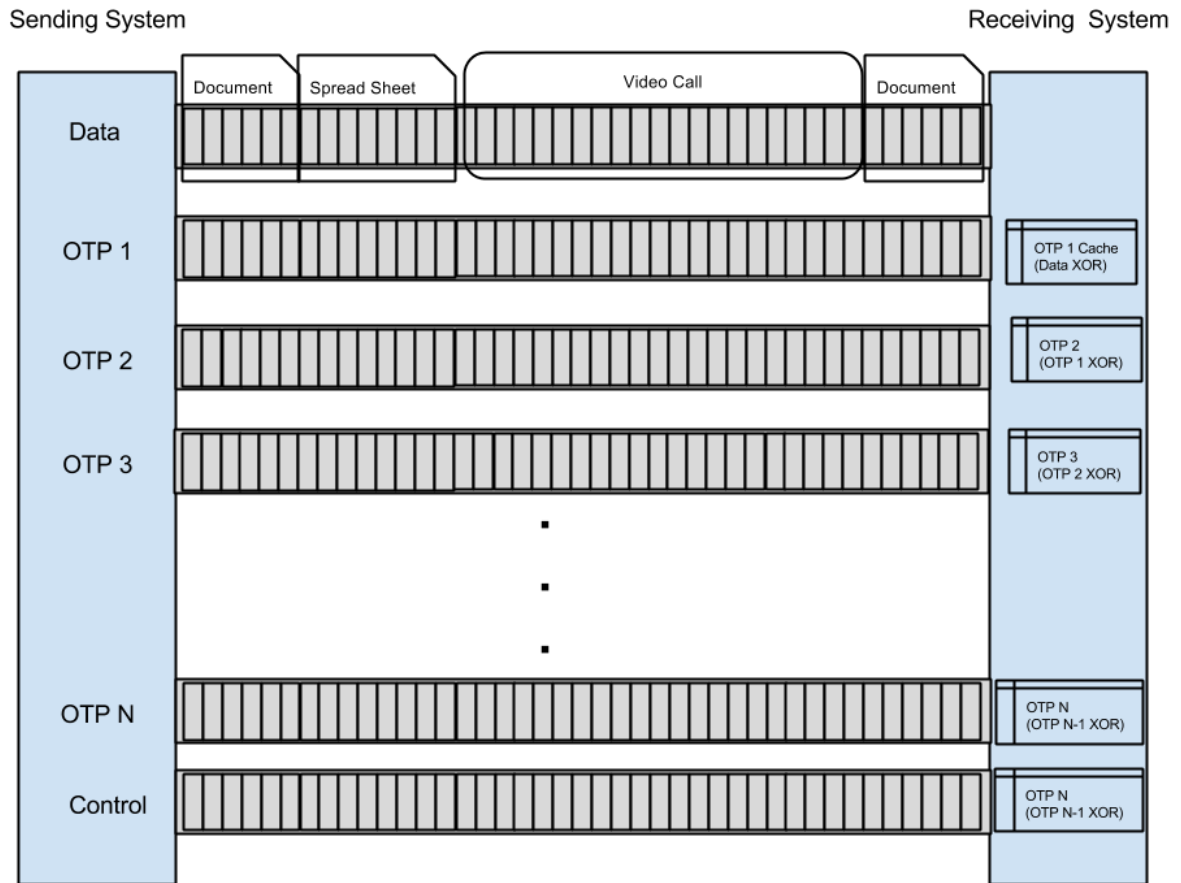 Sending System
Receiving System
Document
Spread Sheet
Video Call
Document
Data
OTP 1
OTP 1 Cache
(Data XOR)
OTP 2
OTP 2
(OTP 1 XOR)
OTP 3
OTP 3
(OTP 2 XOR)
OTP N
OTP N
(OTP N-1 XOR)
Control
OTP N
(OTP N-1 XOR)